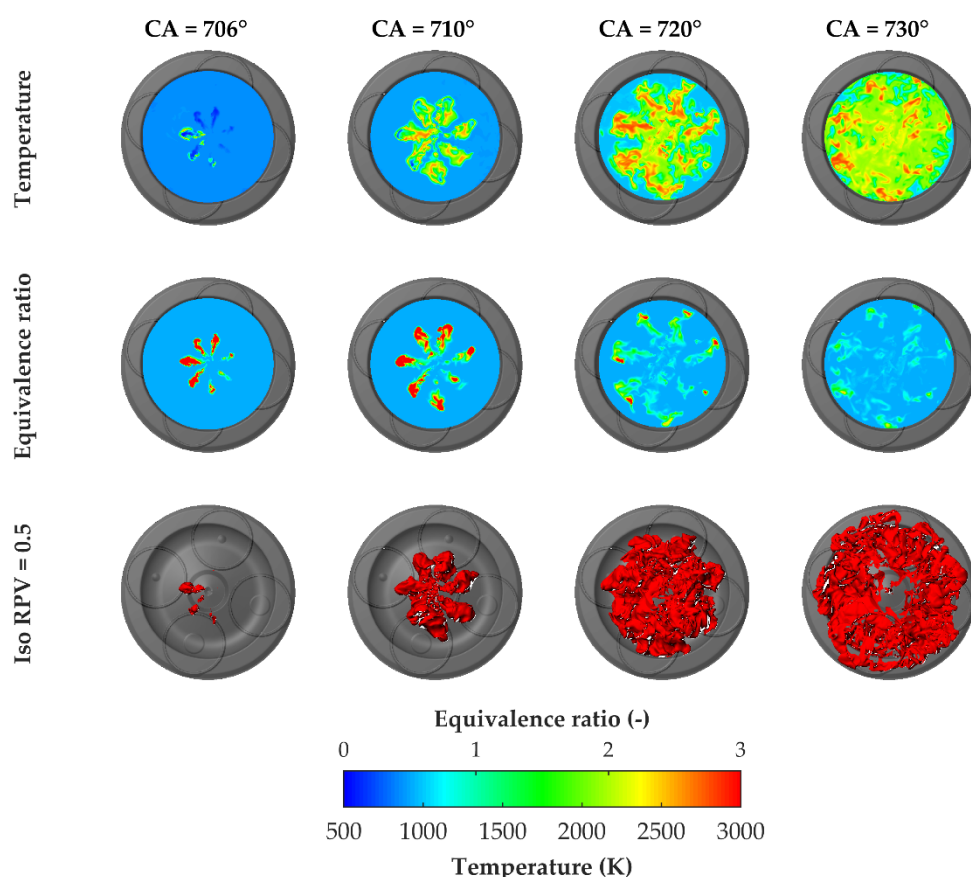 CA = 706° CA = 710° CA = 720° CA = 730°
Temperature
Equivalence ratio
Iso RPV = 0.5
Equivalence ratio (-)
0 1 2 3
500 1000 1500 2000 2500 3000
Temperature (K)